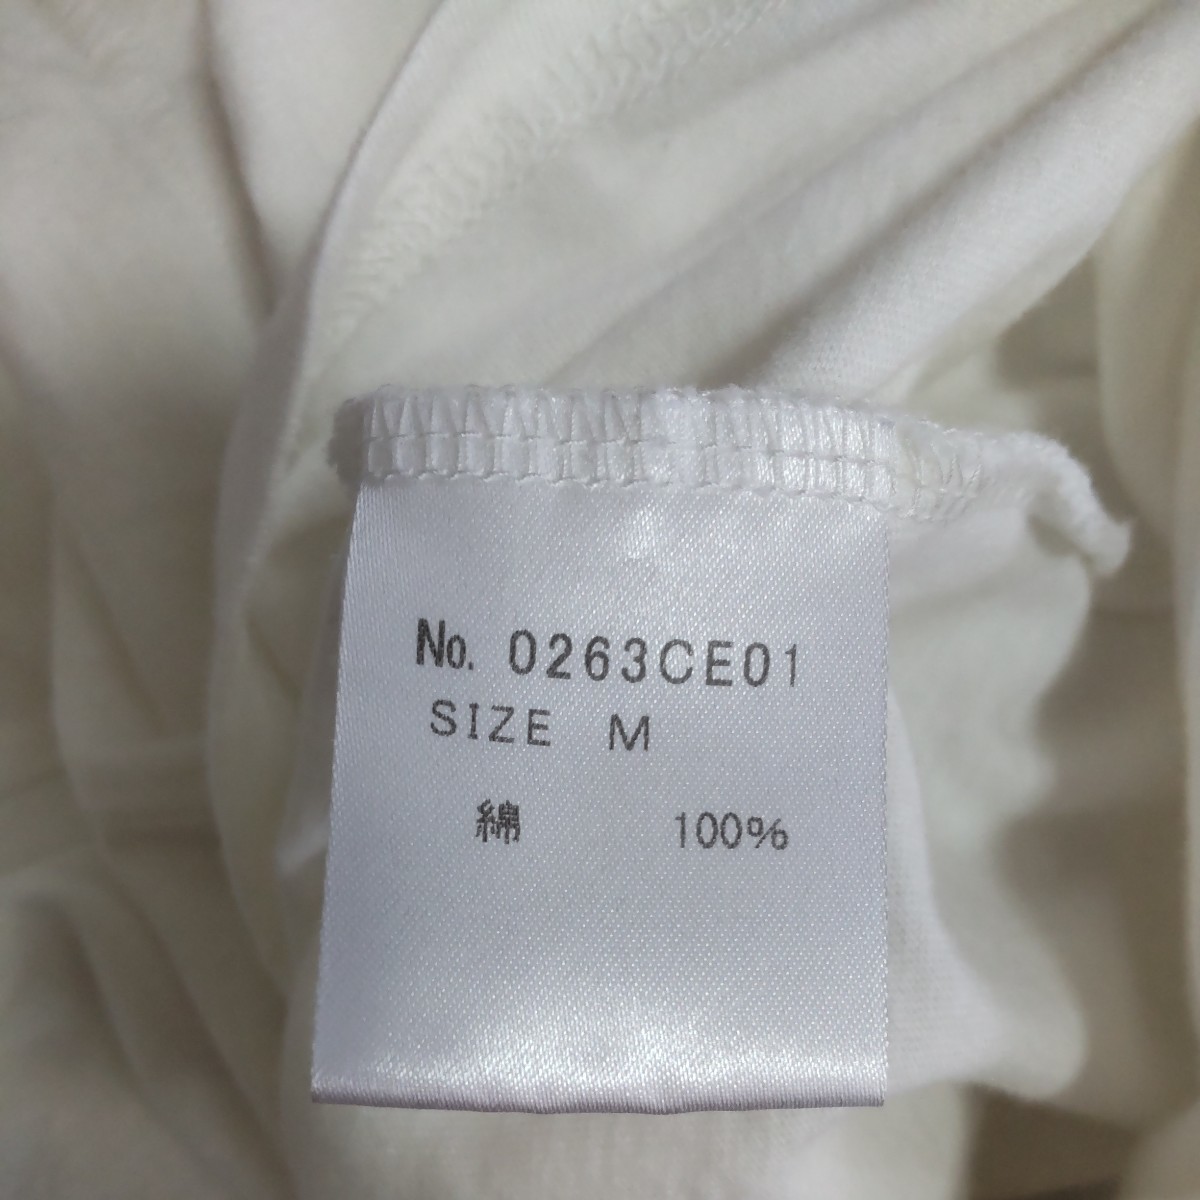 No. 0263CE01
SIZE M
綿 100%